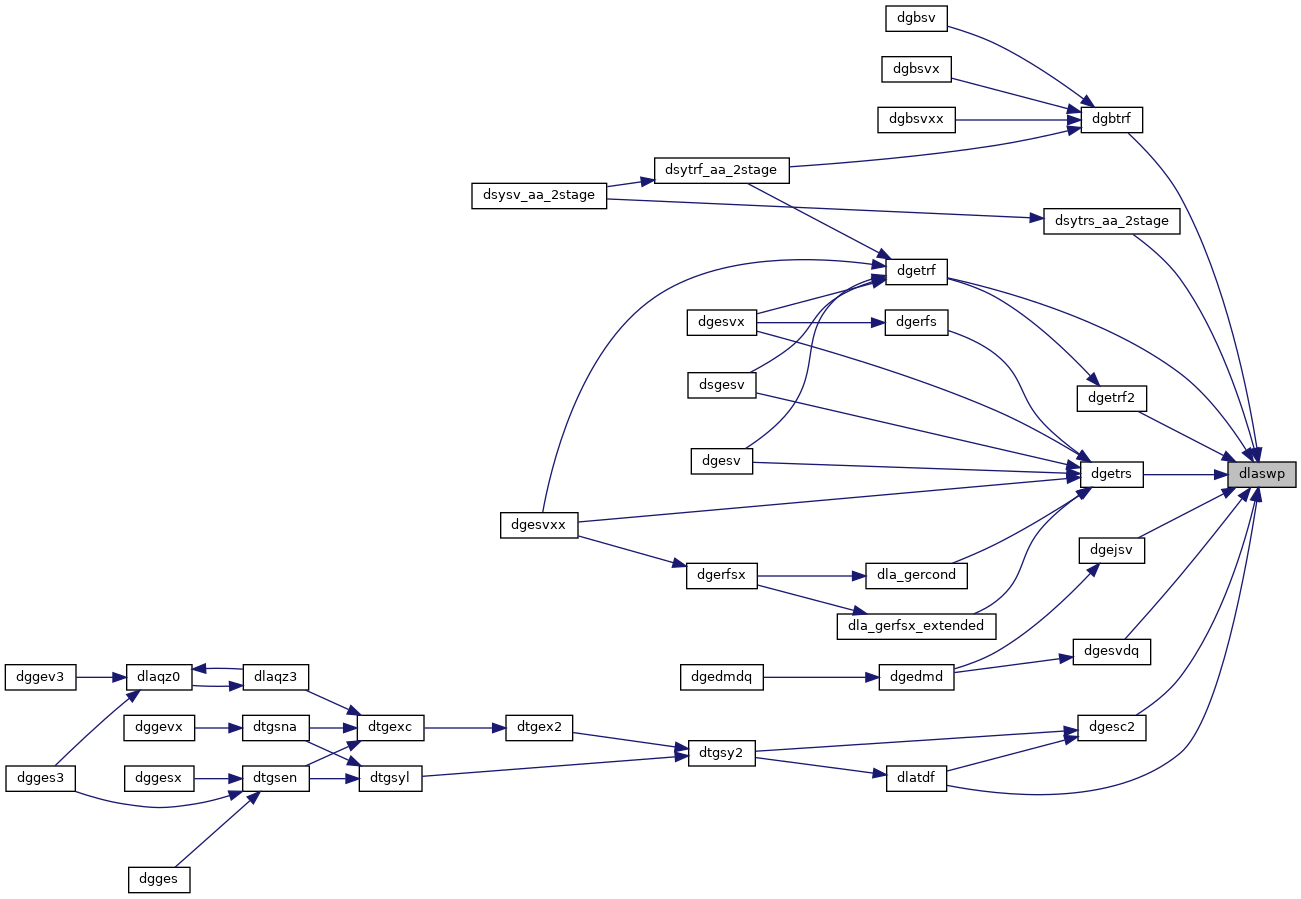 dgbsv
dgbsvx
dgbsvxx
dgbtrf
dsytrf_aa_2stage
dsysv_aa_2stage
dsytrs_aa_2stage
dgetrf
dgesvx
dgerfs
dsgesv
dgetrf2
dgesv
dgetrs
dlaswp
dgesvxx
dgejsv
dgerfsx
dla_gercond
dla_gerfsx_extended
dgesvdq
dggev3
dlaqz0
dlaqz3
dgedmdq
dgedmd
dggevx
dtgsna
dtgexc
dtgex2
dgesc2
dtgsy2
dgges3
dggesx
dtgsen
dtgsyl
dlatdf
dgges